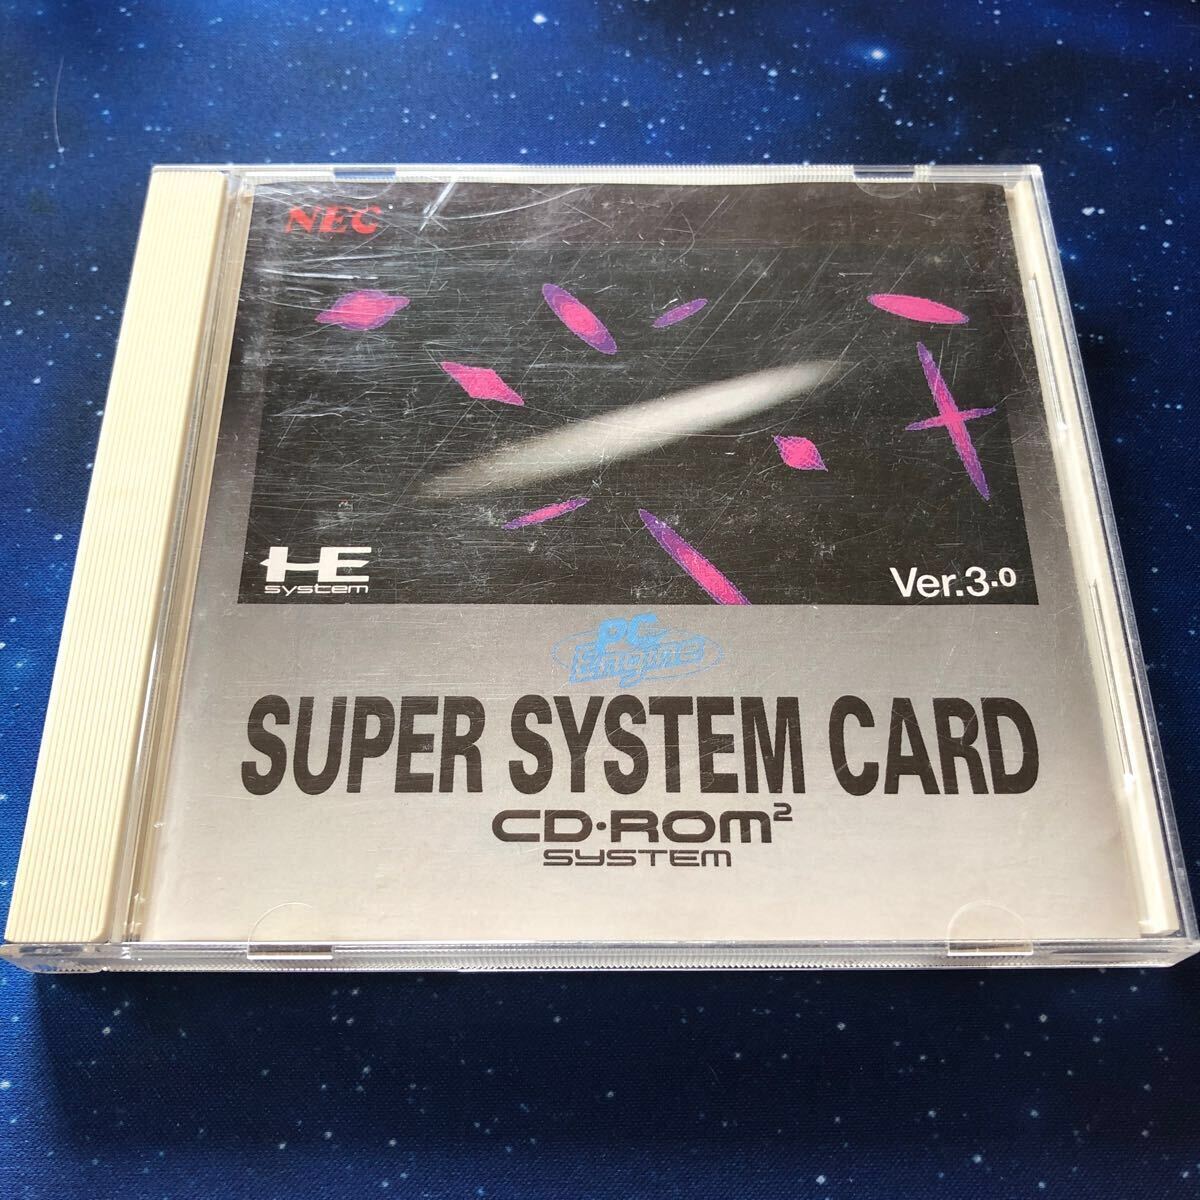 NEC
HE
system
Ver.3.0
PC
Engine
SUPER SYSTEM CARD
CD·ROM²
SYSTEM